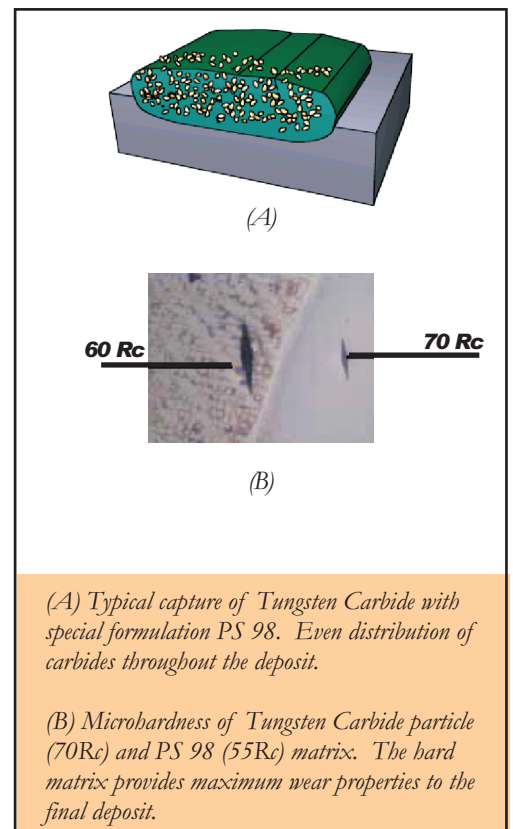 (A)
60 Rc
70 Rc
(B)
(A) Typical capture of Tungsten Carbide with
special formulation PS 98. Even distribution of
carbides throughout the deposit.
(B) Microhardness of Tungsten Carbide particle
(70Rc) and PS 98 (55Rc) matrix. The hard
matrix provides maximum wear properties to the
final deposit.